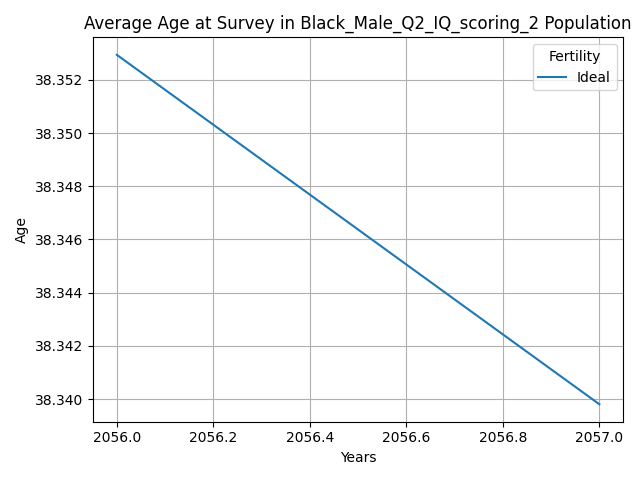 Average Age at Survey in Black_Male_Q2_IQ_scoring_2 Population
Fertility
Ideal
38.352
38.350
38.348
38.346
38.344
38.342
38.340
Age
2056.0 2056.2 2056.4 2056.6 2056.8 2057.0
Years